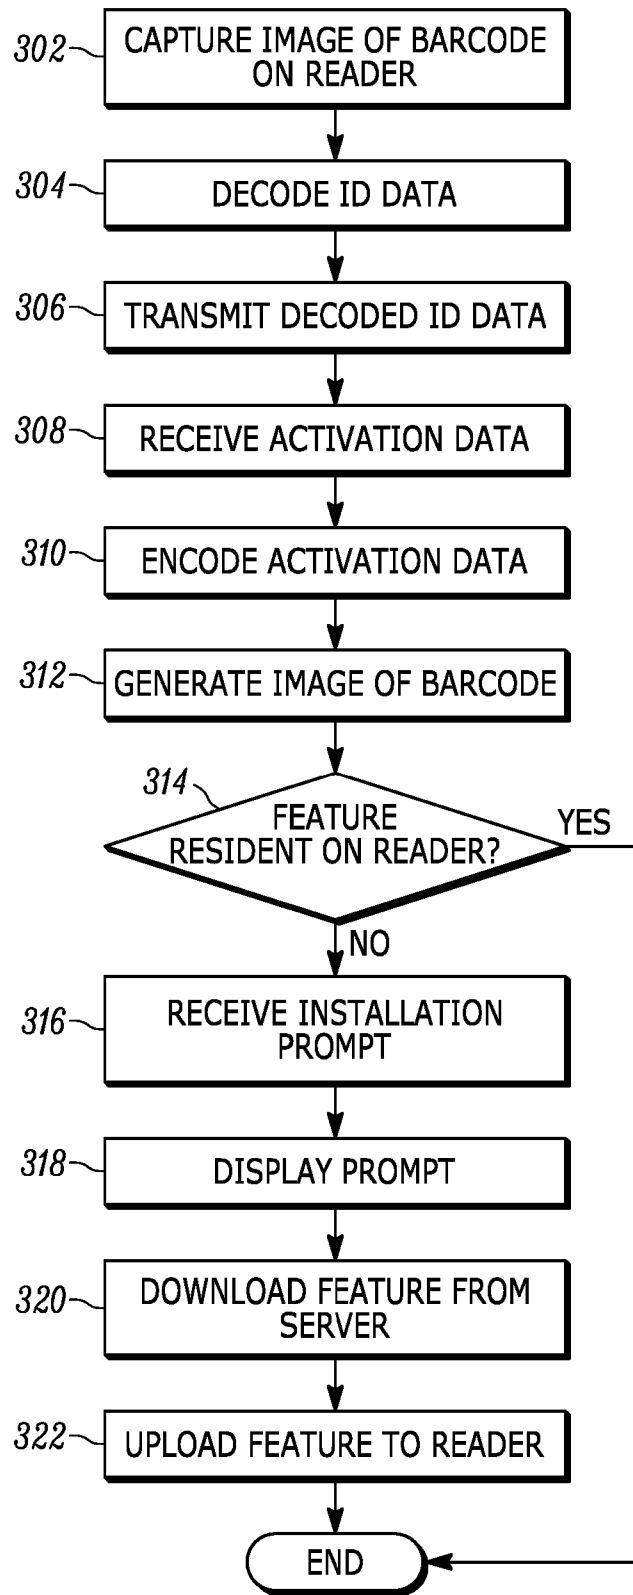 302
CAPTURE IMAGE OF BARCODE
ON READER
304
DECODE ID DATA
306
TRANSMIT DECODED ID DATA
308
RECEIVE ACTIVATION DATA
310
ENCODE ACTIVATION DATA
312
GENERATE IMAGE OF BARCODE
314
FEATURE
RESIDENT ON READER?
YES
NO
316
RECEIVE INSTALLATION
PROMPT
318
DISPLAY PROMPT
320
DOWNLOAD FEATURE FROM
SERVER
322
UPLOAD FEATURE TO READER
END